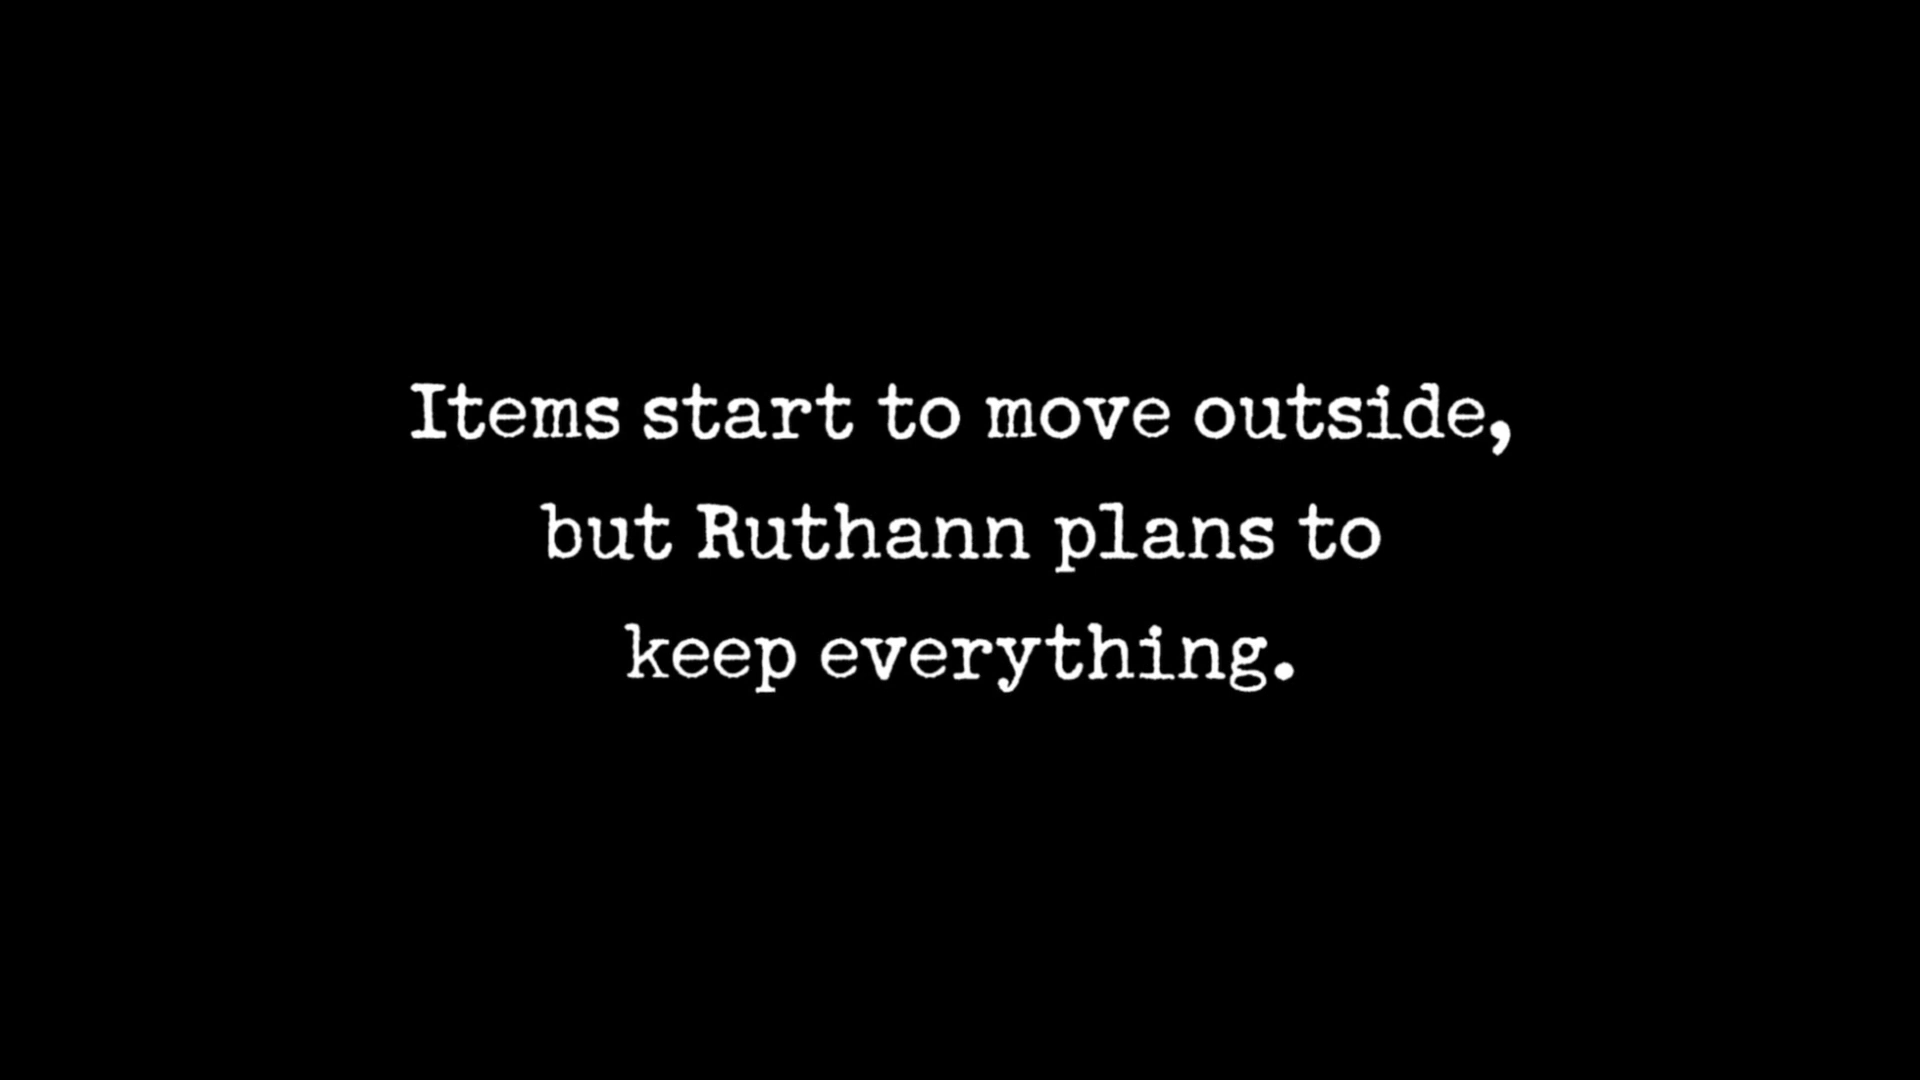 Items start to move outside,
but Ruthann plans to
keep everything.